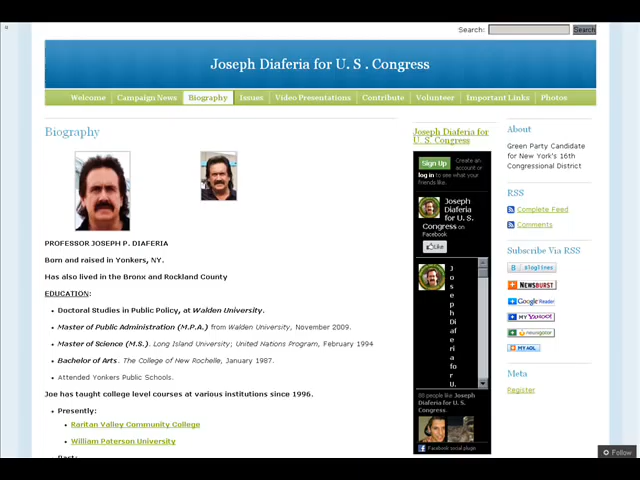 Search:
Search
Joseph Diaferia for U. S . Congress
Welcome
Campaign News
Biography
Issues
Video Presentations
Contribute
Volunteer
Important Links
Photos
Biography
PROFESSOR JOSEPH P. DIAFERIA
Born and raised in Yonkers, NY.
Has also lived in the Bronx and Rockland County
EDUCATION:
• Doctoral Studies in Public Policy, at Walden University.
• Master of Public Administration (M.P.A.) from Walden University, November 2009.
• Master of Science (M.S.). Long Island University; United Nations Program, February 1994
• Bachelor of Arts. The College of New Rochelle, January 1987.
• Attended Yonkers Public Schools.
Joe has taught college level courses at various institutions since 1996.
• Presently:
• Raritan Valley Community College
• William Paterson University
Joseph Diaferia for
U. S. Congress
Sign Up
Create an
account or
log in to see what your
friends like.
Joseph
Diaferia
for U. S.
Congress on
Facebook
Like
J
o
s
e
p
h
D
i
a
f
e
r
i
a
f
o
r
U.
88 people like Joseph
Diaferia for U. S.
Congress.
Facebook social plugin
About
Green Party Candidate
for New York's 16th
Congressional District
RSS
Complete Feed
Comments
Subscribe Via RSS
bloglines
NEWSBURST
Google Reader
MY YAHOO!
newsgator
MY AOL
Meta
Register
Follow